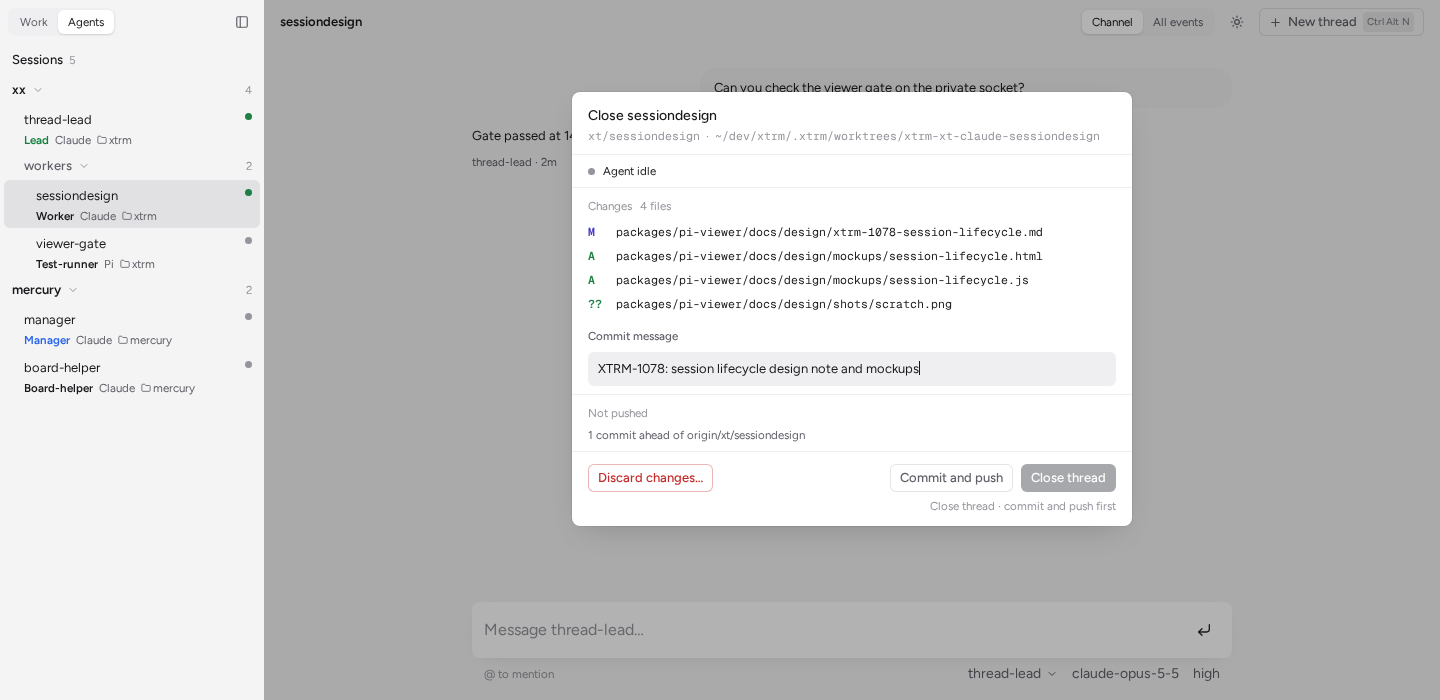 Work Agents
Sessions 5
xx 4
thread-lead
Lead Claude xtrm
workers 2
sessiondesign
Worker Claude xtrm
viewer-gate
Test-runner Pi xtrm
mercury 2
manager
Manager Claude mercury
board-helper
Board-helper Claude mercury
sessiondesign
Channel All events
New thread Ctrl Alt N
Can you check the viewer gate on the private socket?
Gate passed at 14
thread-lead · 2m
Close sessiondesign
xt/sessiondesign · ~/dev/xtrm/.xtrm/worktrees/xtrm-xt-claude-sessiondesign
Agent idle
Changes 4 files
M packages/pi-viewer/docs/design/xtrm-1078-session-lifecycle.md
A packages/pi-viewer/docs/design/mockups/session-lifecycle.html
A packages/pi-viewer/docs/design/mockups/session-lifecycle.js
?? packages/pi-viewer/docs/design/shots/scratch.png
Commit message
XTRM-1078: session lifecycle design note and mockups
Not pushed
1 commit ahead of origin/xt/sessiondesign
Discard changes...
Commit and push
Close thread
Close thread · commit and push first
Message thread-lead...
@ to mention
thread-lead claude-opus-5-5 high